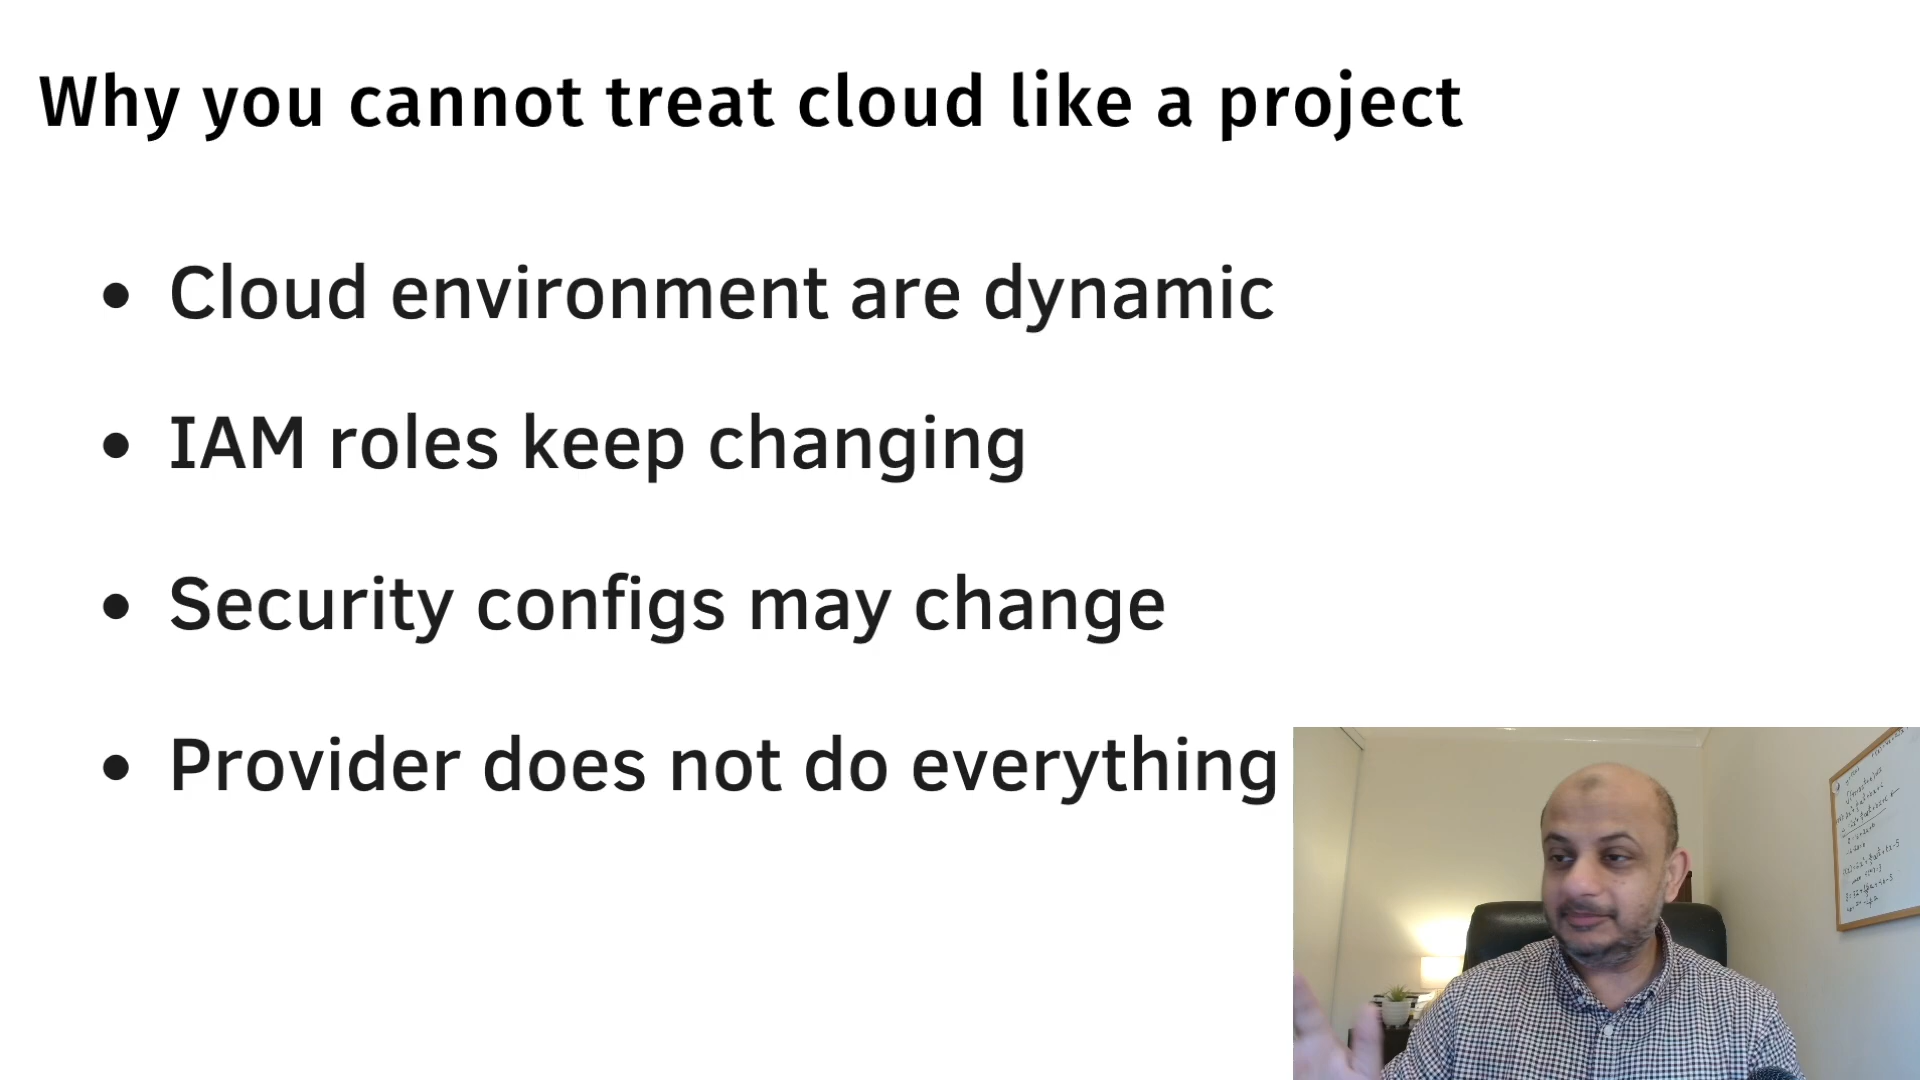 Why you cannot treat cloud like a project
• Cloud environment are dynamic
• IAM roles keep changing
• Security configs may change
• Provider does not do everything